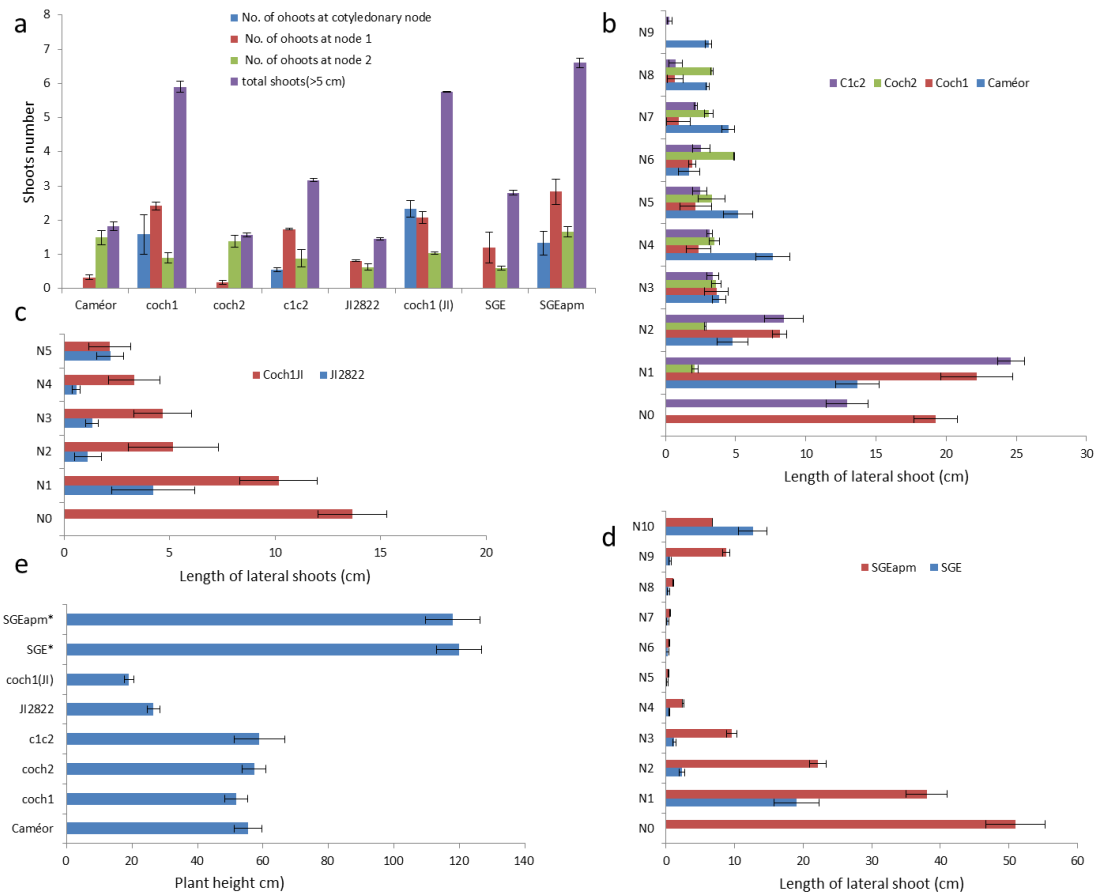 a
No. of ohoots at cotyledonary node
No. of ohoots at node 1
No. of ohoots at node 2
total shoots(>5 cm)
Shoots number
8
7
6
5
4
3
2
1
0
Caméor
coch1
coch2
c1c2
JI2822
coch1 (JI)
SGE
SGEapm
b
C1c2
Coch2
Coch1
Caméor
N9
N8
N7
N6
N5
N4
N3
N2
N1
N0
0
5
10
15
20
25
30
Length of lateral shoot (cm)
c
Coch1JI
JI2822
N5
N4
N3
N2
N1
N0
0
5
10
15
20
Length of lateral shoots (cm)
d
SGEapm
SGE
N10
N9
N8
N7
N6
N5
N4
N3
N2
N1
N0
0
10
20
30
40
50
60
Length of lateral shoot (cm)
e
SGEapm*
SGE*
coch1(JI)
JI2822
c1c2
coch2
coch1
Caméor
0
20
40
60
80
100
120
140
Plant height cm)